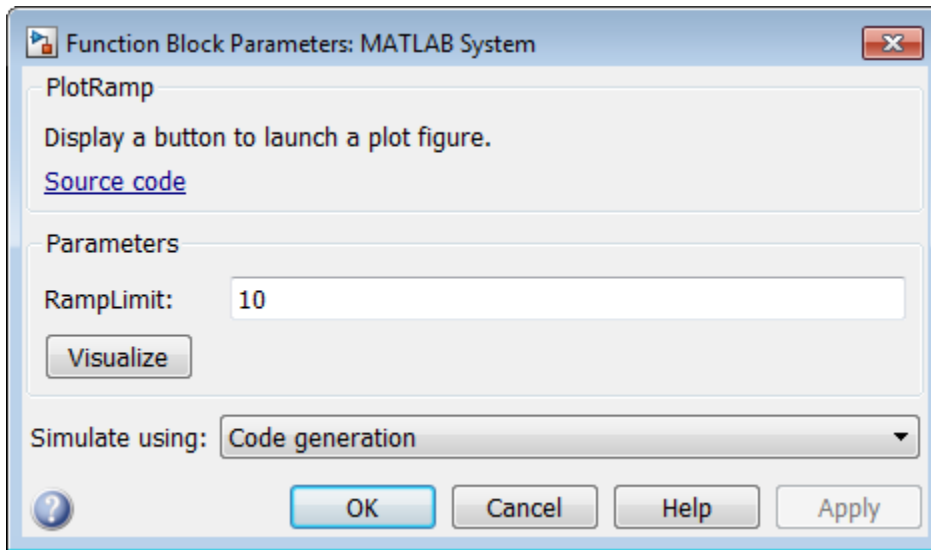 Function Block Parameters: MATLAB System
PlotRamp
Display a button to launch a plot figure.
Source code
Parameters
RampLimit: 10
Visualize
Simulate using: Code generation
OK Cancel Help Apply